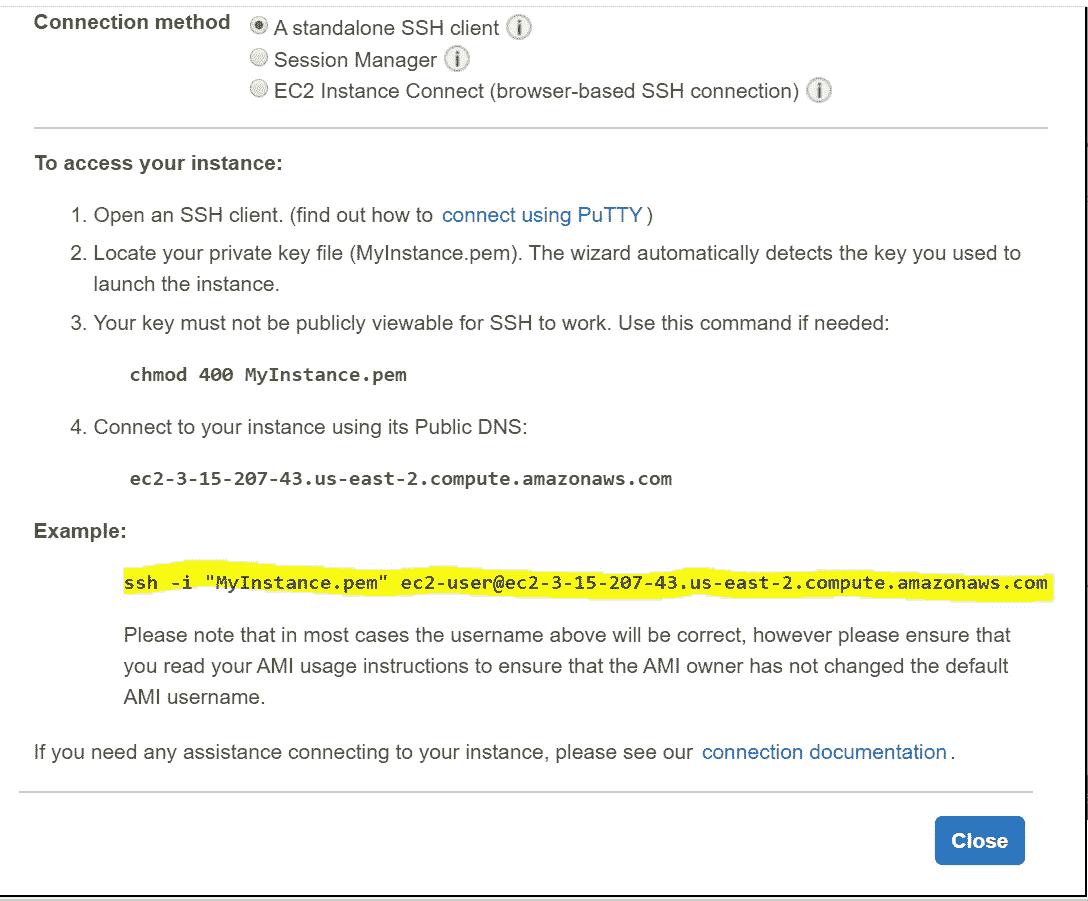 Connection method
A standalone SSH client i
Session Manager i
EC2 Instance Connect (browser-based SSH connection) i
To access your instance:
1. Open an SSH client. (find out how to connect using PuTTY)
2. Locate your private key file (MyInstance.pem). The wizard automatically detects the key you used to
launch the instance.
3. Your key must not be publicly viewable for SSH to work. Use this command if needed:
chmod 400 MyInstance.pem
4. Connect to your instance using its Public DNS:
ec2-3-15-207-43.us-east-2.compute.amazonaws.com
Example:
ssh -i "MyInstance.pem" ec2-user@ec2-3-15-207-43.us-east-2.compute.amazonaws.com
Please note that in most cases the username above will be correct, however please ensure that
you read your AMI usage instructions to ensure that the AMI owner has not changed the default
AMI username.
If you need any assistance connecting to your instance, please see our connection documentation.
Close